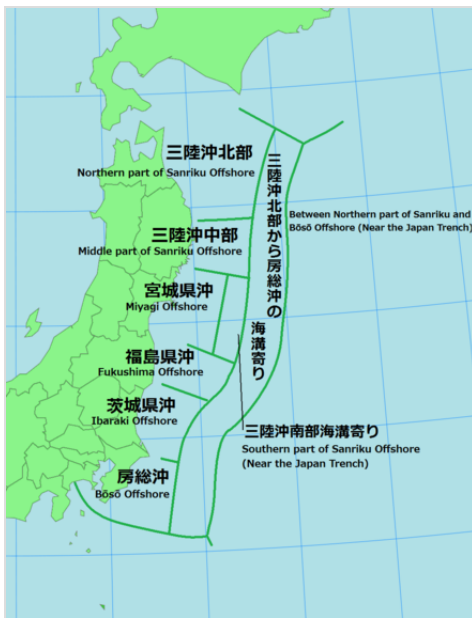 三陸沖北部
Northern part of Sanriku Offshore
三陸沖北部から房総沖の
海溝寄り
Between Northern part of Sanriku and
Bōsō Offshore (Near the Japan Trench)
三陸沖中部
Middle part of Sanriku Offshore
宮城県沖
Miyagi Offshore
福島県沖
Fukushima Offshore
茨城県沖
Ibaraki Offshore
三陸沖南部海溝寄り
Southern part of Sanriku Offshore
(Near the Japan Trench)
房総沖
Bōsō Offshore